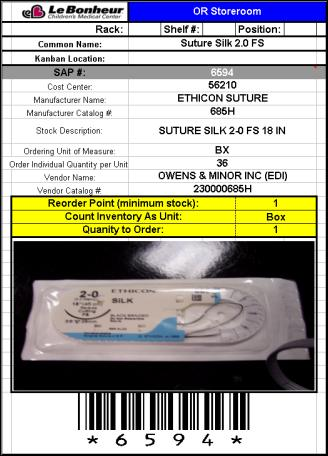 Le Bonheur
Children's Medical Center
OR Storeroom
Rack: Shelf #: Position:
Common Name: Suture Silk 2.0 FS
Kanban Location:
SAP #: 6594
Cost Center: 56210
Manufacturer Name: ETHICON SUTURE
Manufacturer Catalog #: 685H
Stock Description: SUTURE SILK 2-0 FS 18 IN
Ordering Unit of Measure: BX
Order Individual Quantity per Unit 36
Vendor Name: OWENS & MINOR INC (EDI)
Vendor Catalog #: 230000685H
Reorder Point (minimum stock): 1
Count Inventory As Unit: Box
Quanity to Order: 1
2-0 ETHICON
SILK
BLACK BRAIDED
*6594*